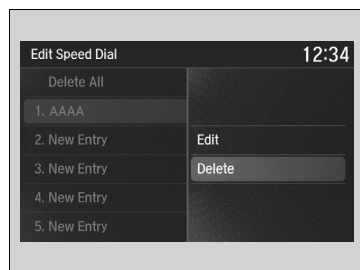 Edit Speed Dial 12:34
Delete All
1. AAAA
2. New Entry
Edit
3. New Entry
Delete
4. New Entry
5. New Entry